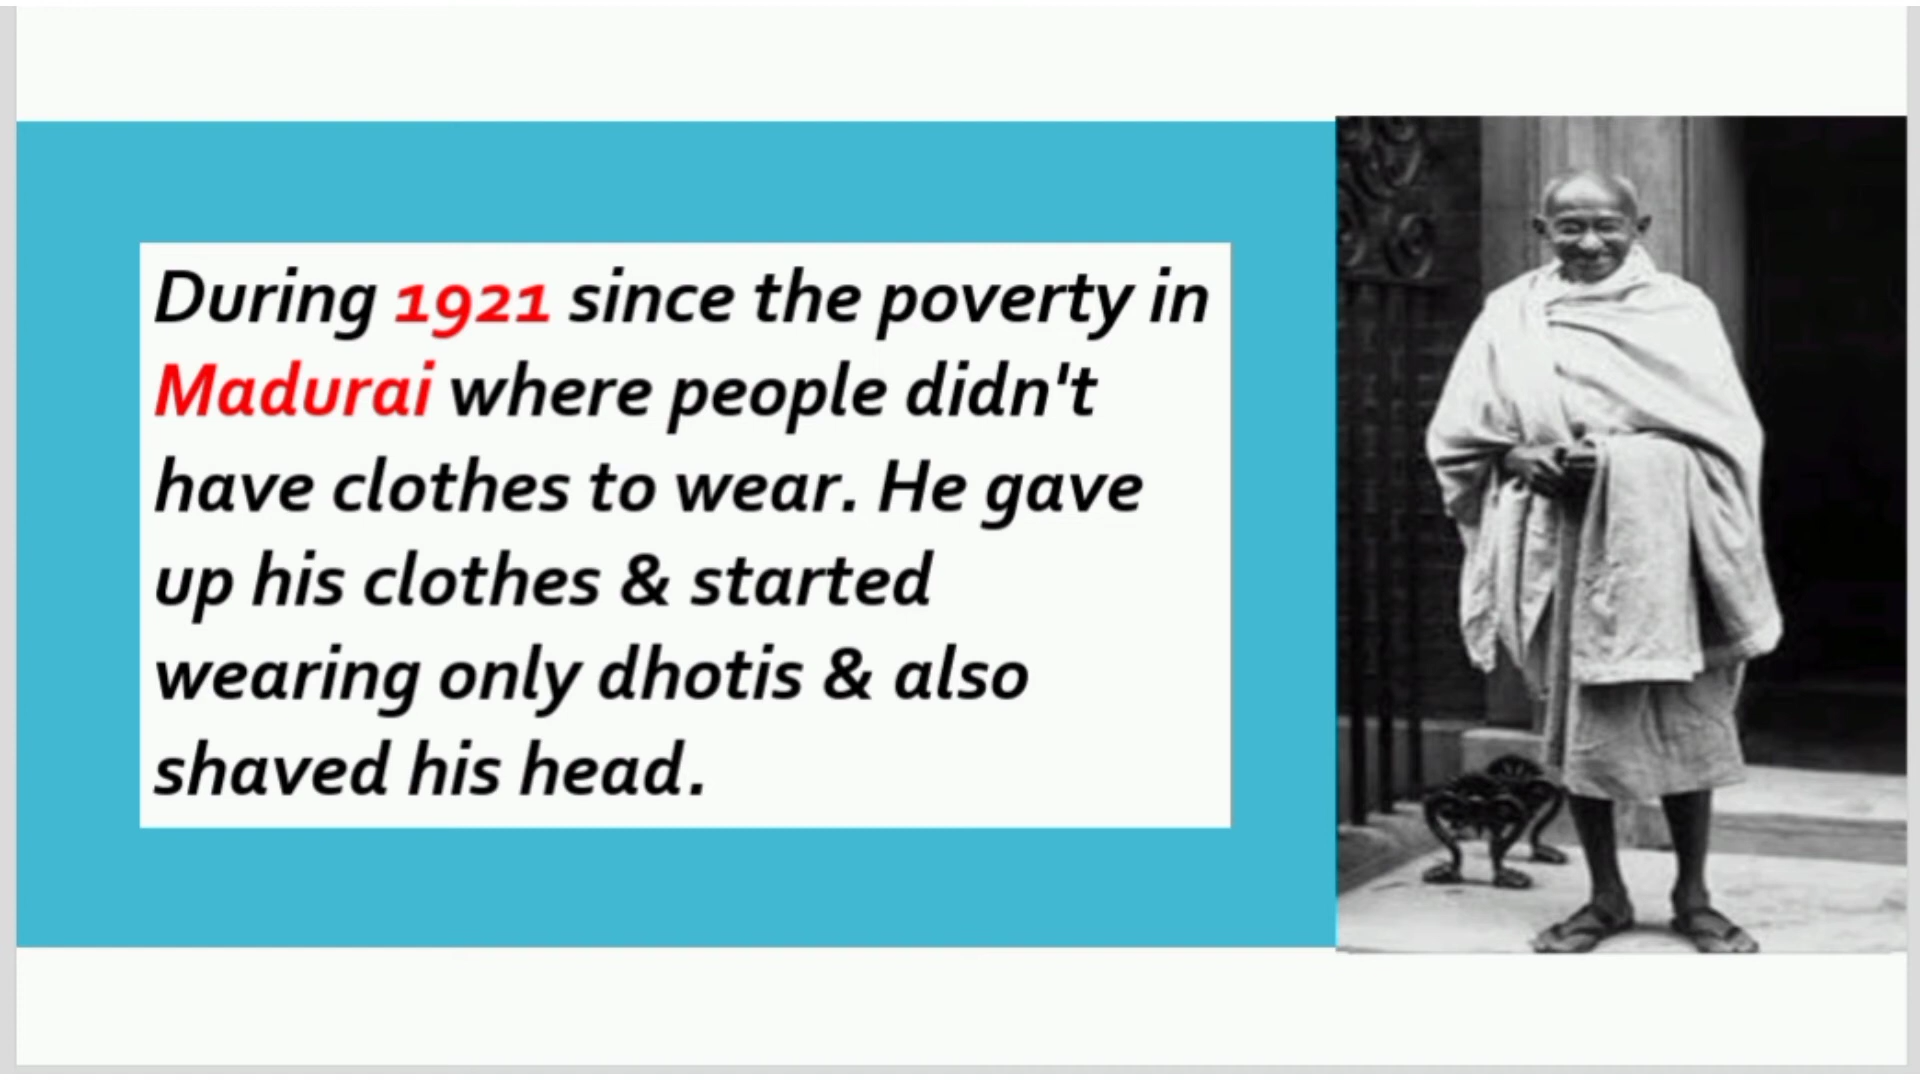 During 1921 since the poverty in
Madurai where people didn't
have clothes to wear. He gave
up his clothes & started
wearing only dhotis & also
shaved his head.